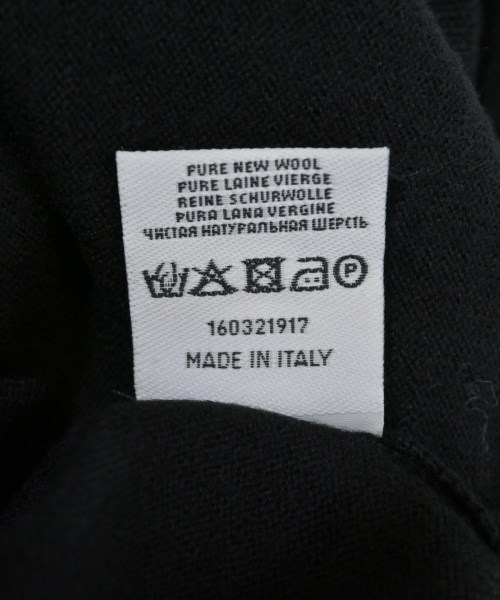 PURE NEW WOOL
PURE LAINE VIERGE
REINE SCHURWOLLE
PURA LANA VERGINE
ЧИСТАЯ НАТУРАЛЬНАЯ ШЕРСТЬ
P
160321917
MADE IN ITALY